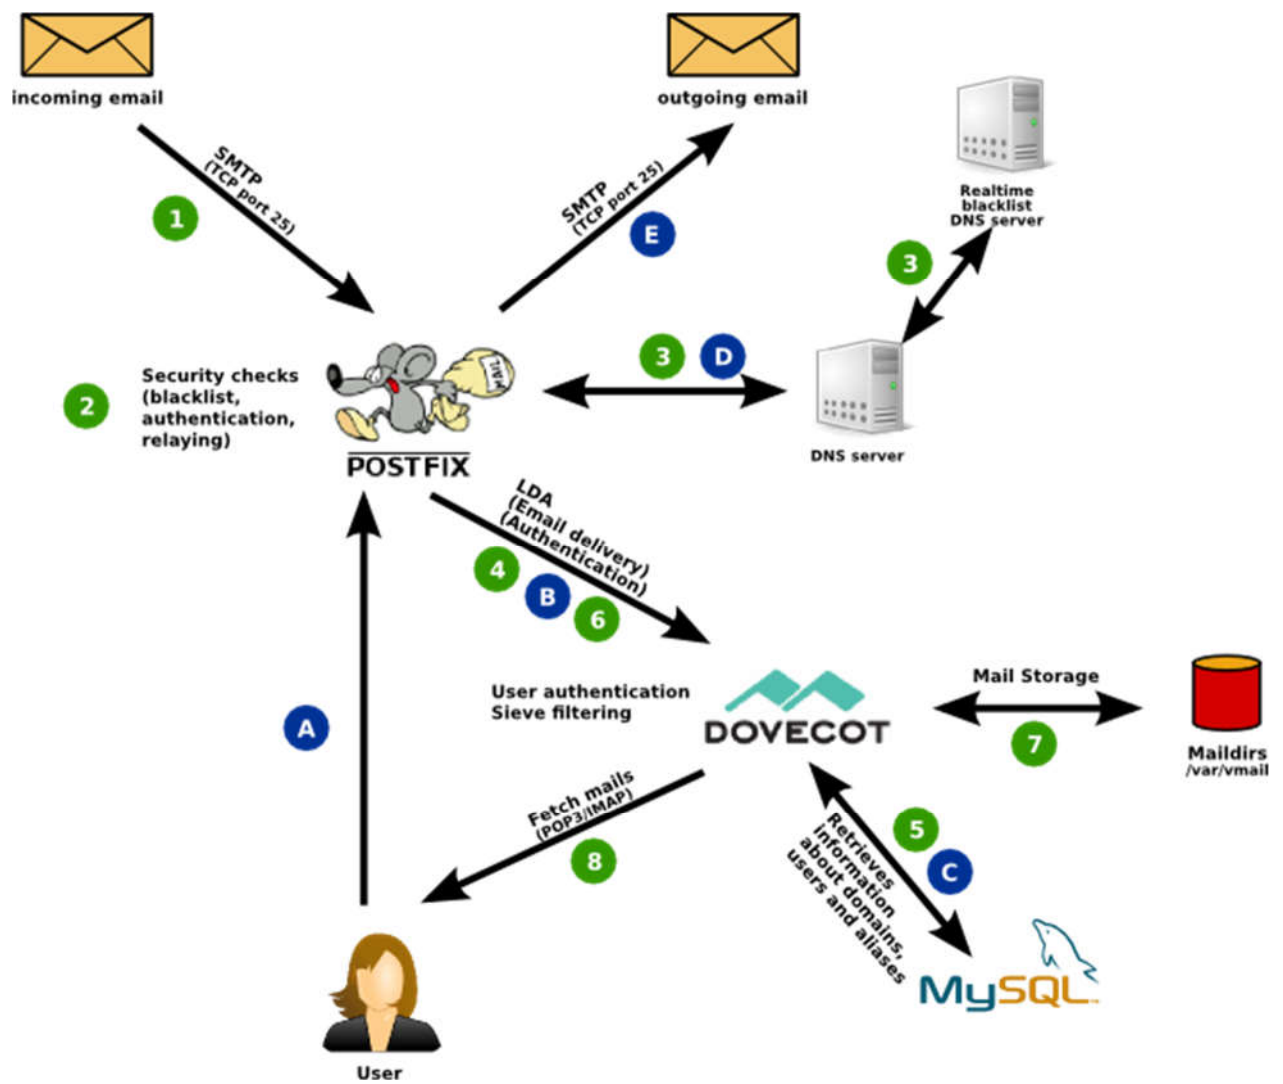 incoming email
outgoing email
SMTP
(TCP port 25)
1
SMTP
(TCP port 25)
E
Realtime
blacklist
DNS server
3
3
D
DNS server
2
Security checks
(blacklist,
authentication,
relaying)
MAIL
POSTFIX
LDA
(Email delivery)
(Authentication)
4
B
6
A
User authentication
Sieve filtering
DOVECOT
Mail Storage
7
Maildirs
/var/vmail
Fetch mails
(POP3/IMAP)
8
5
C
Retrieves
information
about domains,
users and aliases
MySQL
User